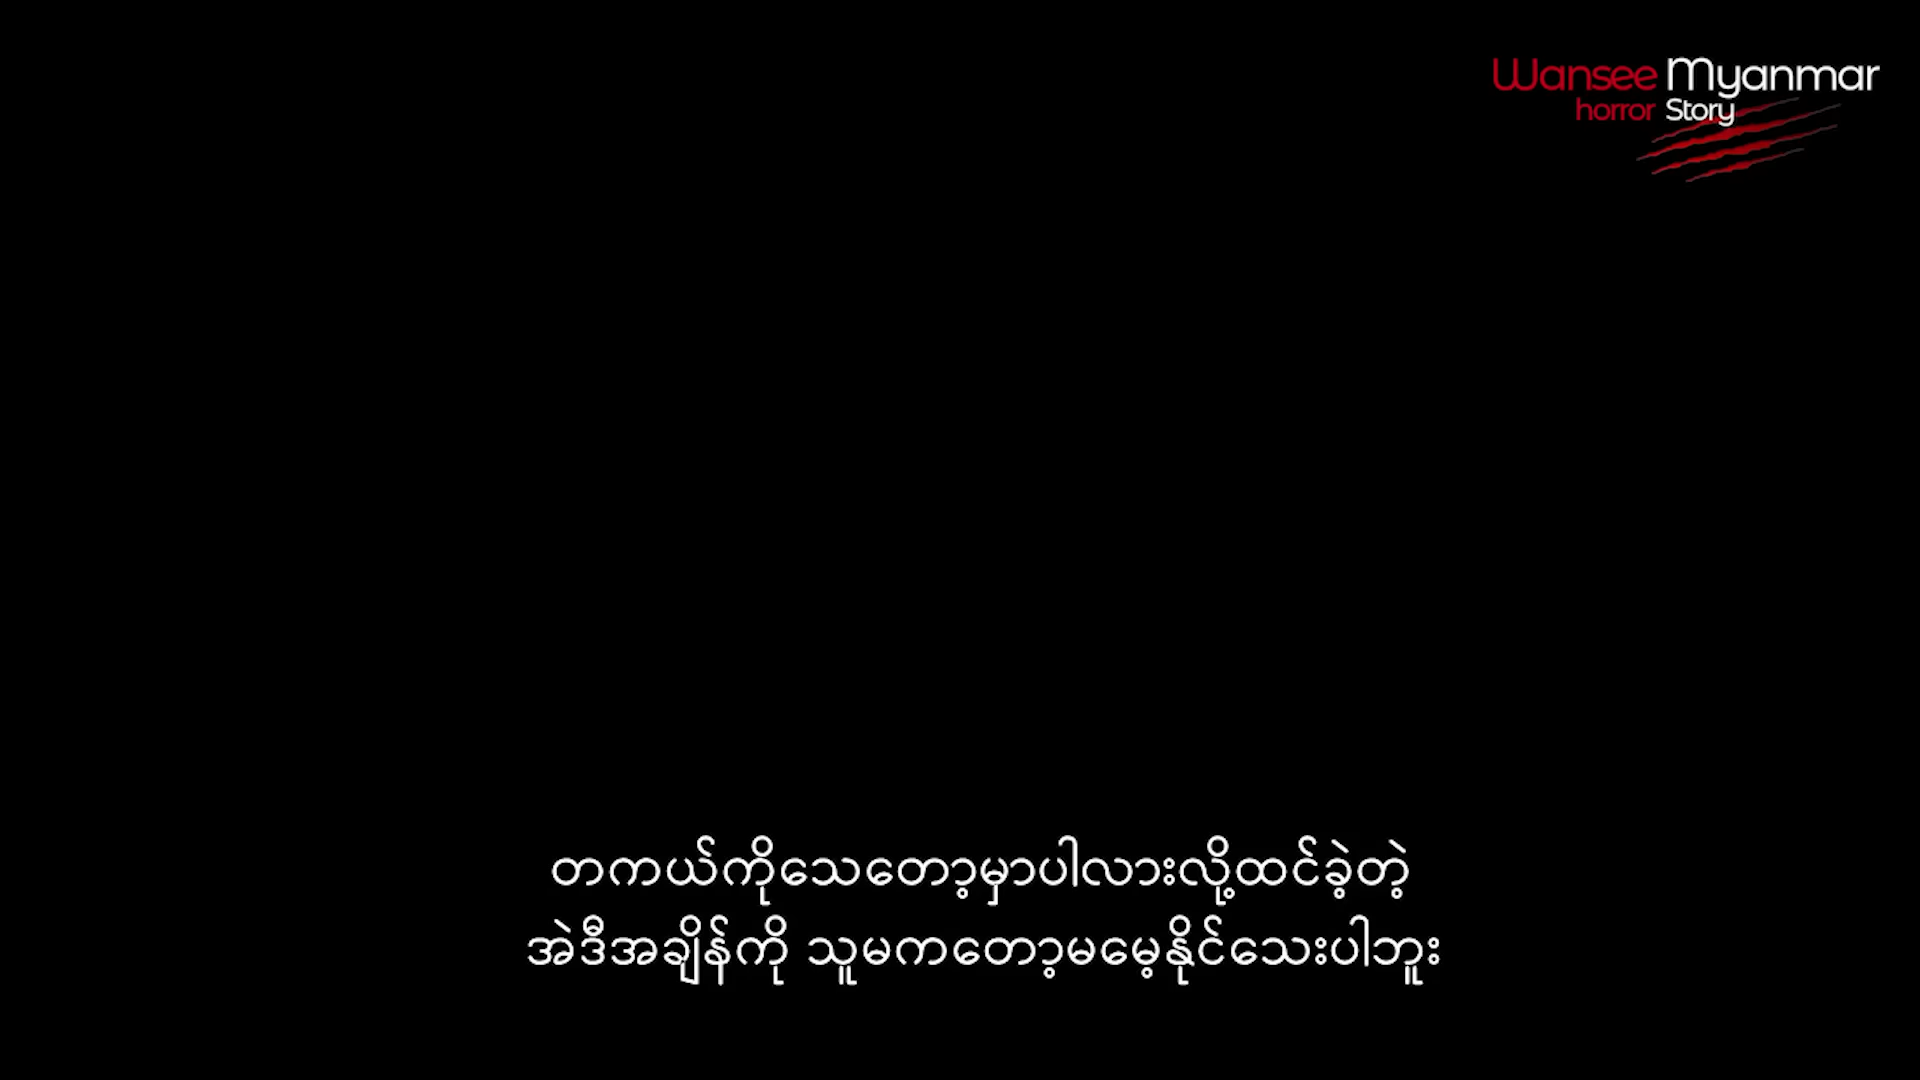 Wansee Myanmar
horror Story
တကယ်ကိုသေတော့မှာပါလားလို့ထင်ခဲ့တဲ့
အဲဒီအချိန်ကို သူမကတော့မမေ့နိုင်သေးပါဘူး